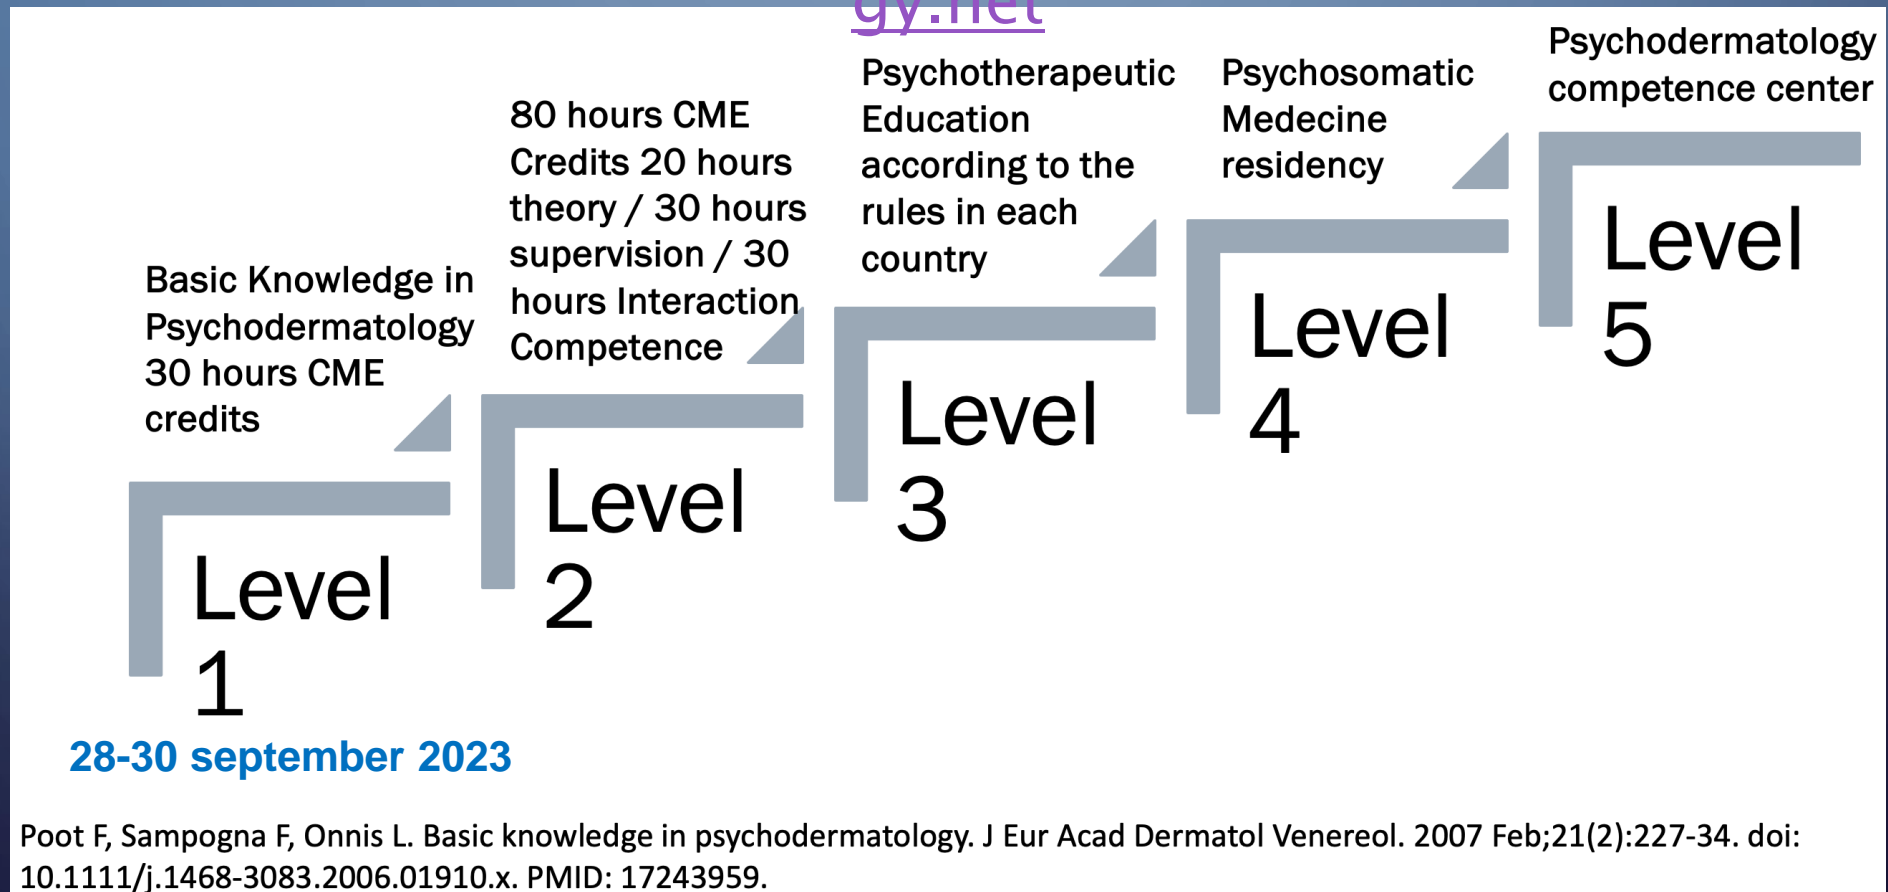 gy.net
Basic Knowledge in
Psychodermatology
30 hours CME
credits
Level
1
28-30 september 2023
80 hours CME
Credits 20 hours
theory / 30 hours
supervision / 30
hours Interaction
Competence
Level
2
Psychotherapeutic
Education
according to the
rules in each
country
Level
3
Psychosomatic
Medecine
residency
Level
4
Psychodermatology
competence center
Level
5
Poot F, Sampogna F, Onnis L. Basic knowledge in psychodermatology. J Eur Acad Dermatol Venereol. 2007 Feb;21(2):227-34. doi:
10.1111/j.1468-3083.2006.01910.x. PMID: 17243959.